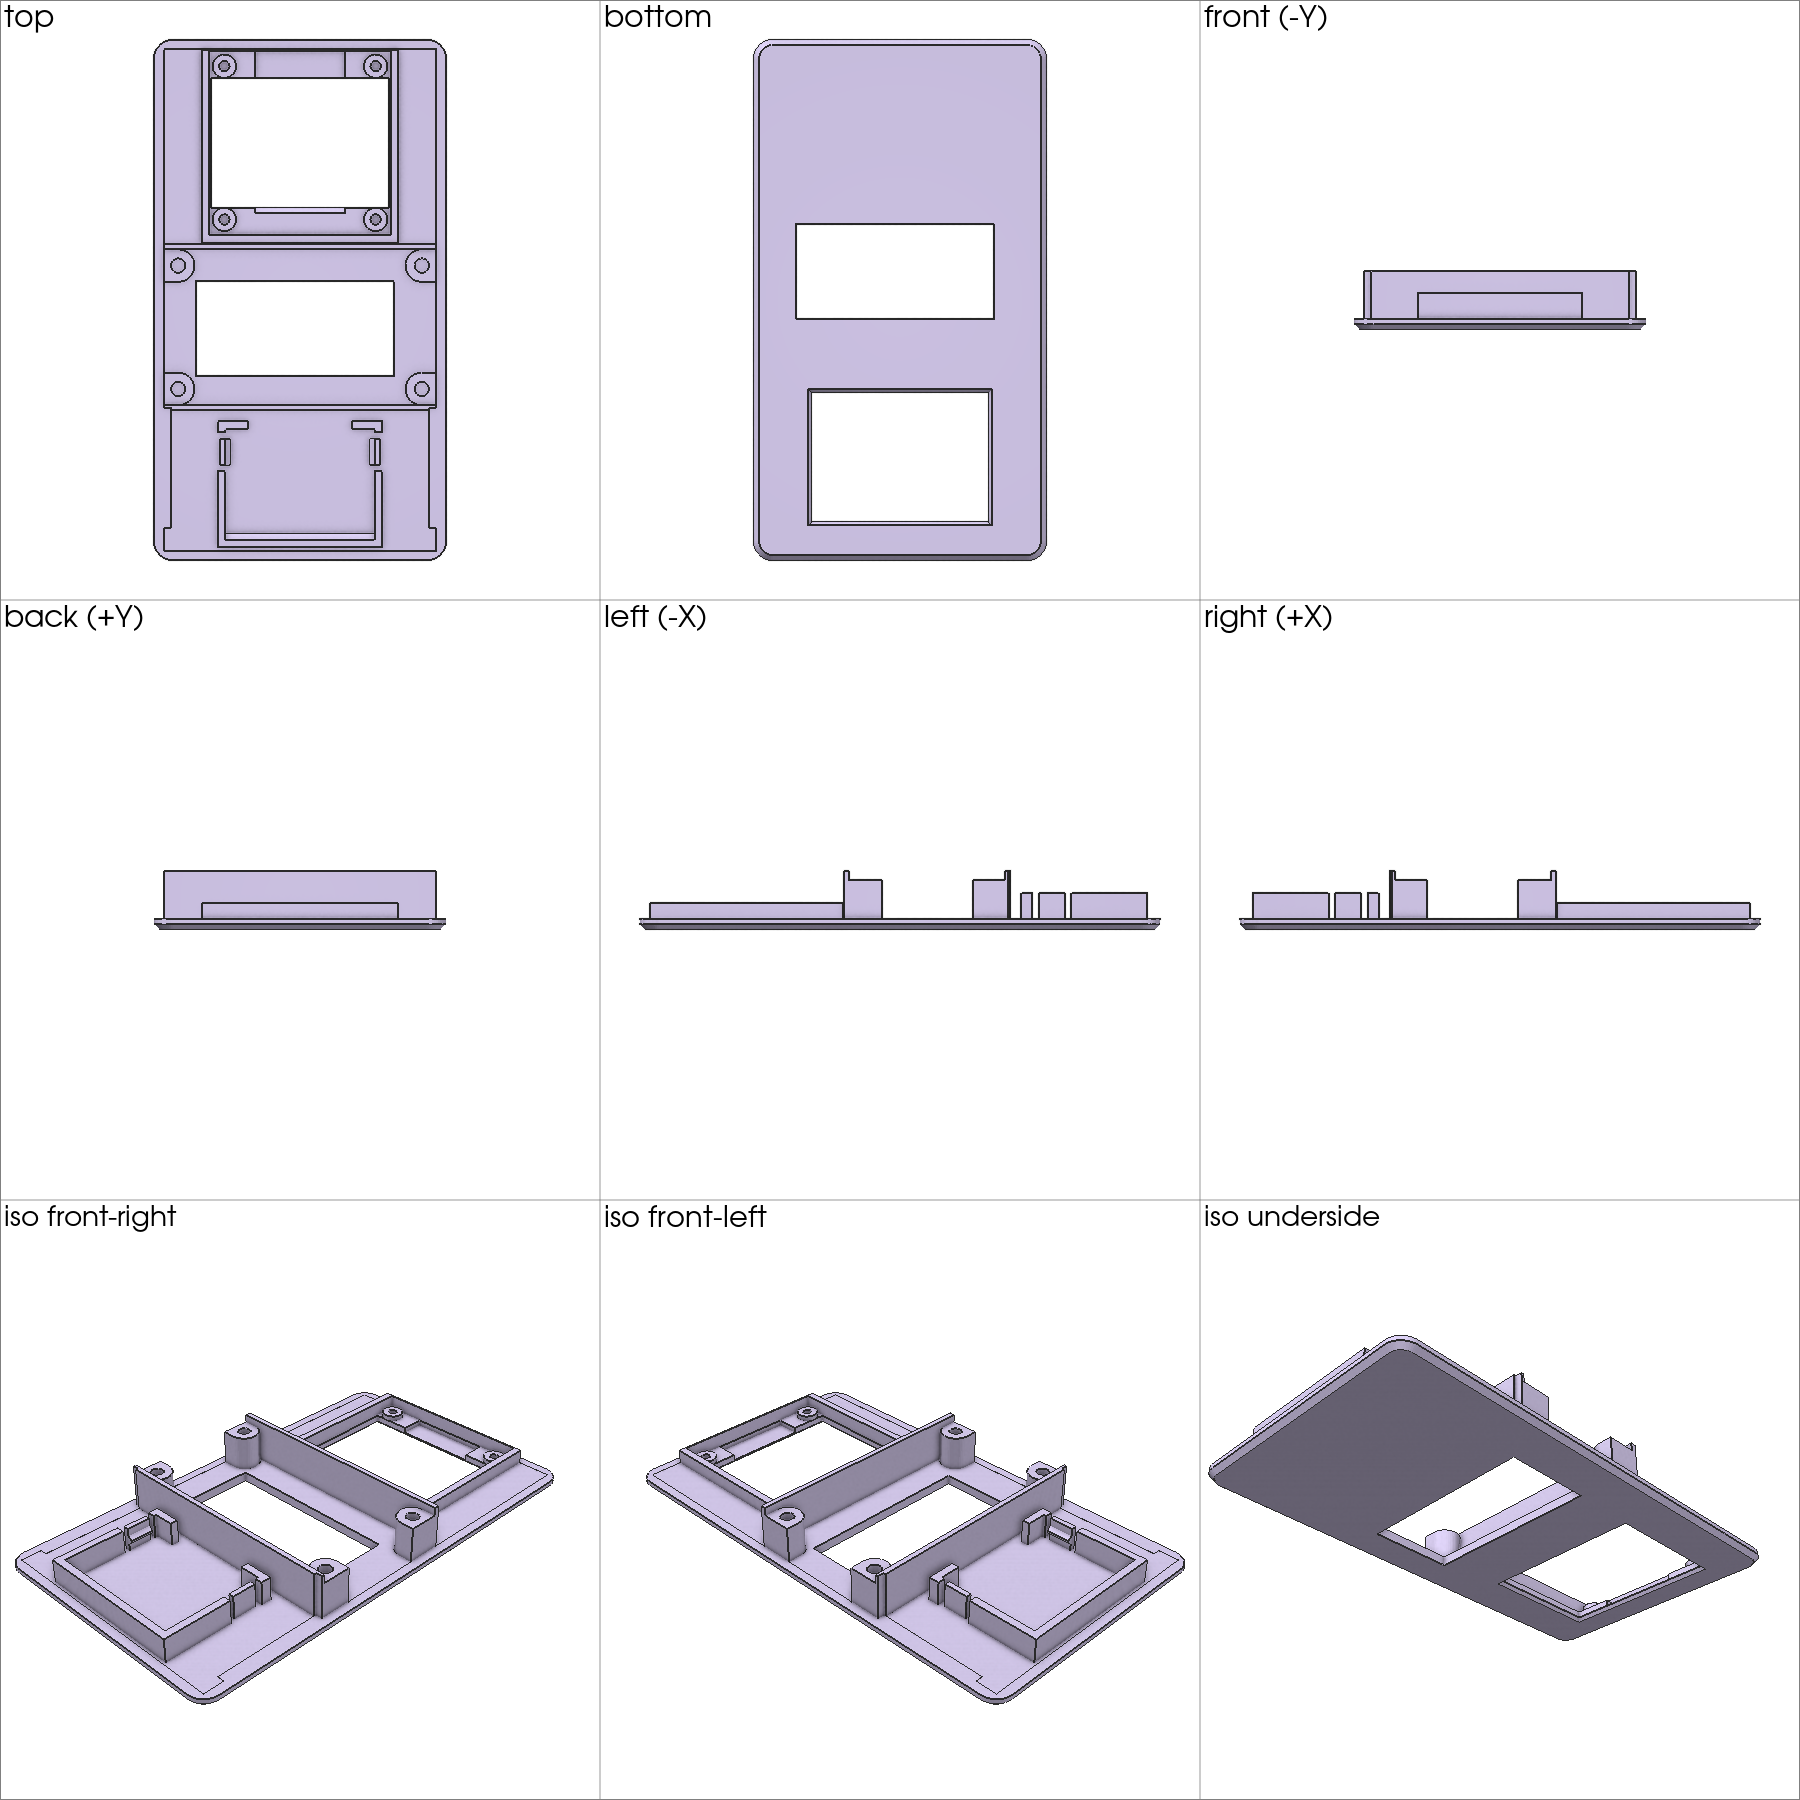 top
bottom
front (-Y)
back (+Y)
left (-X)
right (+X)
iso front-right
iso front-left
iso underside